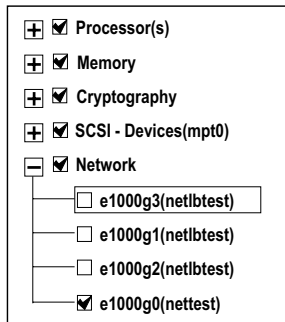 Processor(s)
Memory
Cryptography
SCSI - Devices(mpt0)
Network
e1000g3(netlbtest)
e1000g1(netlbtest)
e1000g2(netlbtest)
e1000g0(nettest)